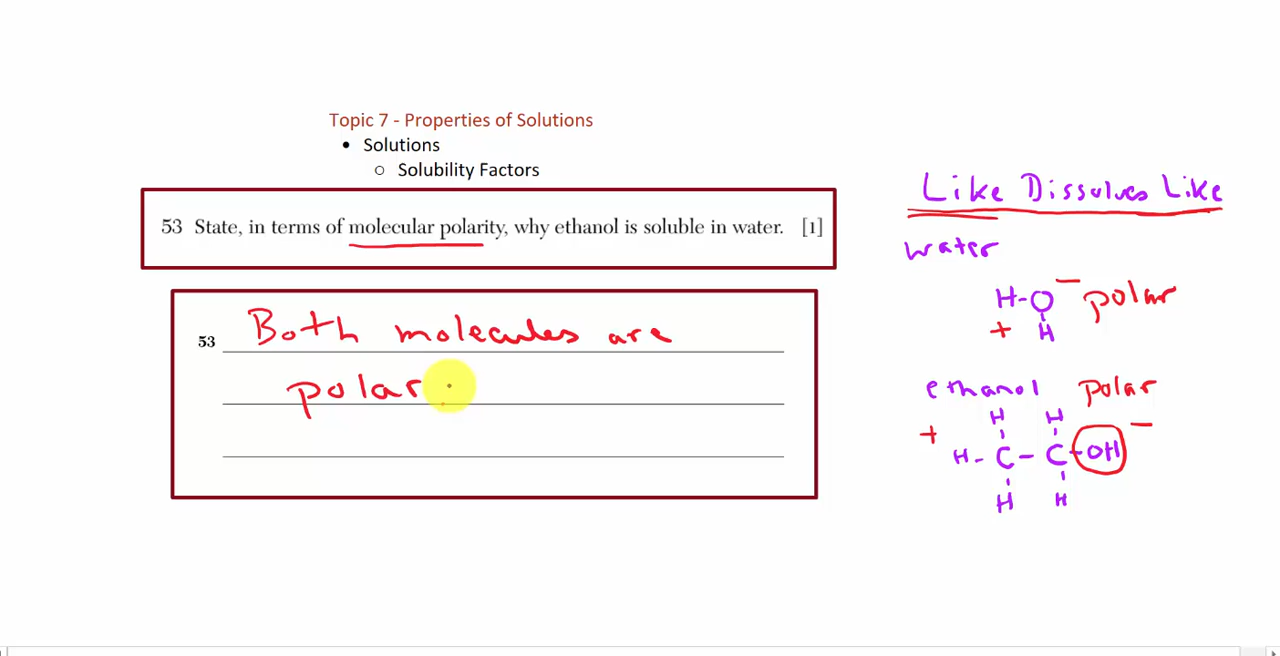 Topic 7 - Properties of Solutions
• Solutions
○ Solubility Factors
53 State, in terms of molecular polarity, why ethanol is soluble in water. [1]
53 Both molecules are
polar.
Like Dissolves Like
water
H-O − polar
+ H
ethanol polar
H H
+ −
H- C - C -OH
H H